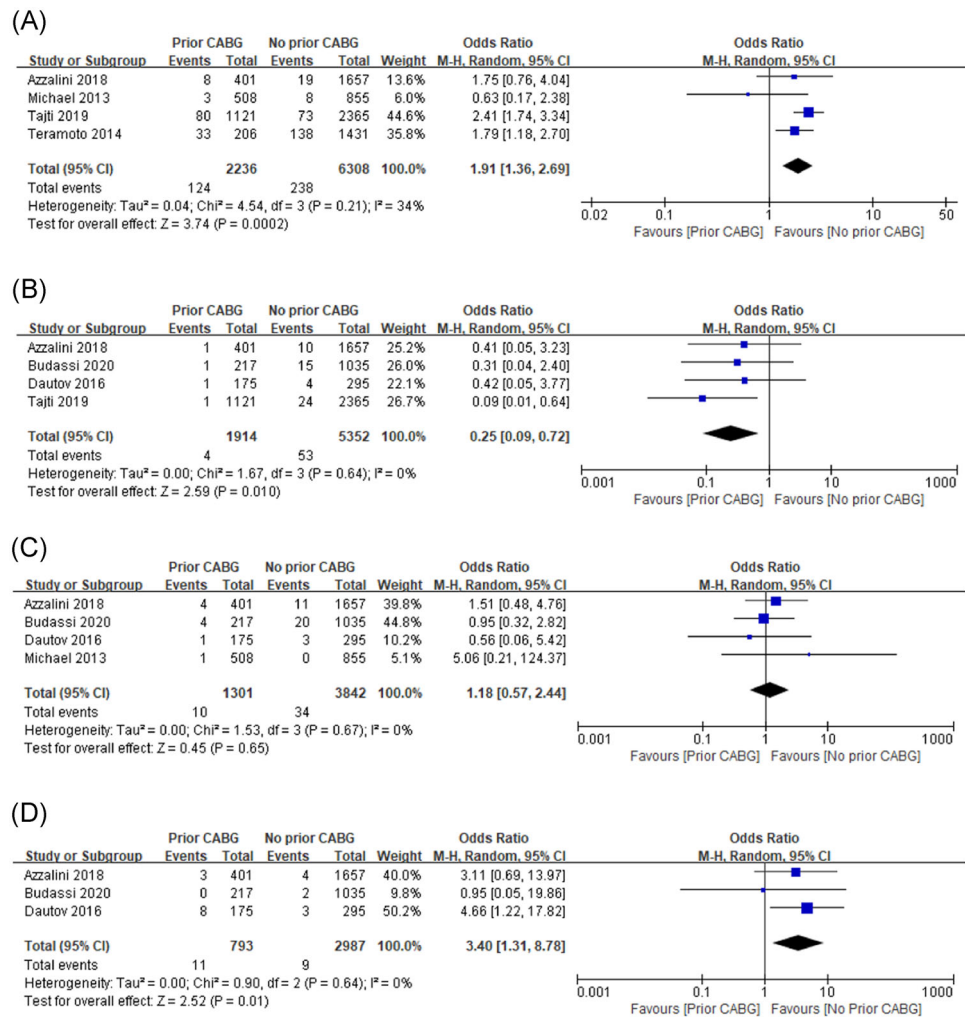 (A)
Prior CABG No prior CABG Odds Ratio Odds Ratio
Study or Subgroup Events Total Events Total Weight M-H, Random, 95% CI M-H, Random, 95% CI
Azzalini 2018 8 401 19 1657 13.6% 1.75 [0.76, 4.04]
Michael 2013 3 508 8 855 6.0% 0.63 [0.17, 2.38]
Tajti 2019 80 1121 73 2365 44.6% 2.41 [1.74, 3.34]
Teramoto 2014 33 206 138 1431 35.8% 1.79 [1.18, 2.70]
Total (95% CI) 2236 6308 100.0% 1.91 [1.36, 2.69]
Total events 124 238
Heterogeneity: Tau² = 0.04; Chi² = 4.54, df = 3 (P = 0.21); I² = 34%
Test for overall effect: Z = 3.74 (P = 0.0002)
0.02 0.1 1 10 50
Favours [Prior CABG] Favours [No prior CABG]
(B)
Prior CABG No prior CABG Odds Ratio Odds Ratio
Study or Subgroup Events Total Events Total Weight M-H, Random, 95% CI M-H, Random, 95% CI
Azzalini 2018 1 401 10 1657 25.2% 0.41 [0.05, 3.23]
Budassi 2020 1 217 15 1035 26.0% 0.31 [0.04, 2.40]
Dautov 2016 1 175 4 295 22.1% 0.42 [0.05, 3.77]
Tajti 2019 1 1121 24 2365 26.7% 0.09 [0.01, 0.64]
Total (95% CI) 1914 5352 100.0% 0.25 [0.09, 0.72]
Total events 4 53
Heterogeneity: Tau² = 0.00; Chi² = 1.67, df = 3 (P = 0.64); I² = 0%
Test for overall effect: Z = 2.59 (P = 0.010)
0.001 0.1 1 10 1000
Favours [Prior CABG] Favours [No prior CABG]
(C)
Prior CABG No prior CABG Odds Ratio Odds Ratio
Study or Subgroup Events Total Events Total Weight M-H, Random, 95% CI M-H, Random, 95% CI
Azzalini 2018 4 401 11 1657 39.8% 1.51 [0.48, 4.76]
Budassi 2020 4 217 20 1035 44.8% 0.95 [0.32, 2.82]
Dautov 2016 1 175 3 295 10.2% 0.56 [0.06, 5.42]
Michael 2013 1 508 0 855 5.1% 5.06 [0.21, 124.37]
Total (95% CI) 1301 3842 100.0% 1.18 [0.57, 2.44]
Total events 10 34
Heterogeneity: Tau² = 0.00; Chi² = 1.53, df = 3 (P = 0.67); I² = 0%
Test for overall effect: Z = 0.45 (P = 0.65)
0.001 0.1 1 10 1000
Favours [Prior CABG] Favours [No prior CABG]
(D)
Prior CABG No prior CABG Odds Ratio Odds Ratio
Study or Subgroup Events Total Events Total Weight M-H, Random, 95% CI M-H, Random, 95% CI
Azzalini 2018 3 401 4 1657 40.0% 3.11 [0.69, 13.97]
Budassi 2020 0 217 2 1035 9.8% 0.95 [0.05, 19.86]
Dautov 2016 8 175 3 295 50.2% 4.66 [1.22, 17.82]
Total (95% CI) 793 2987 100.0% 3.40 [1.31, 8.78]
Total events 11 9
Heterogeneity: Tau² = 0.00; Chi² = 0.90, df = 2 (P = 0.64); I² = 0%
Test for overall effect: Z = 2.52 (P = 0.01)
0.001 0.1 1 10 1000
Favours [Prior CABG] Favours [No Prior CABG]